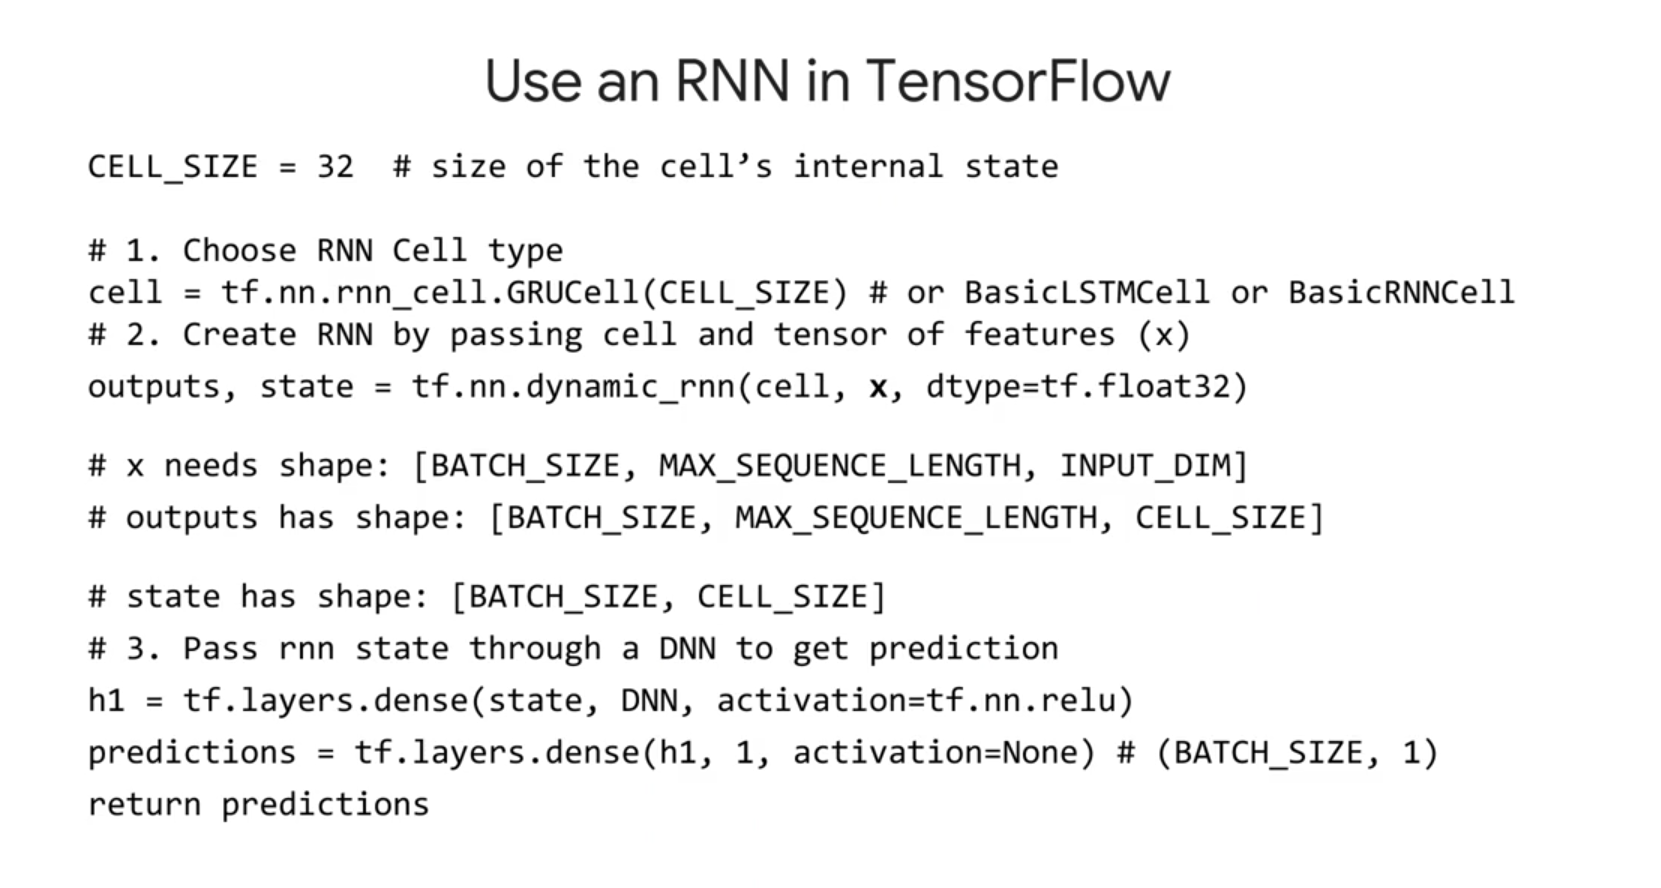 Use an RNN in TensorFlow
CELL_SIZE = 32  # size of the cell’s internal state
# 1. Choose RNN Cell type
cell = tf.nn.rnn_cell.GRUCell(CELL_SIZE) # or BasicLSTMCell or BasicRNNCell
# 2. Create RNN by passing cell and tensor of features (x)
outputs, state = tf.nn.dynamic_rnn(cell, x, dtype=tf.float32)
# x needs shape: [BATCH_SIZE, MAX_SEQUENCE_LENGTH, INPUT_DIM]
# outputs has shape: [BATCH_SIZE, MAX_SEQUENCE_LENGTH, CELL_SIZE]
# state has shape: [BATCH_SIZE, CELL_SIZE]
# 3. Pass rnn state through a DNN to get prediction
h1 = tf.layers.dense(state, DNN, activation=tf.nn.relu)
predictions = tf.layers.dense(h1, 1, activation=None) # (BATCH_SIZE, 1)
return predictions